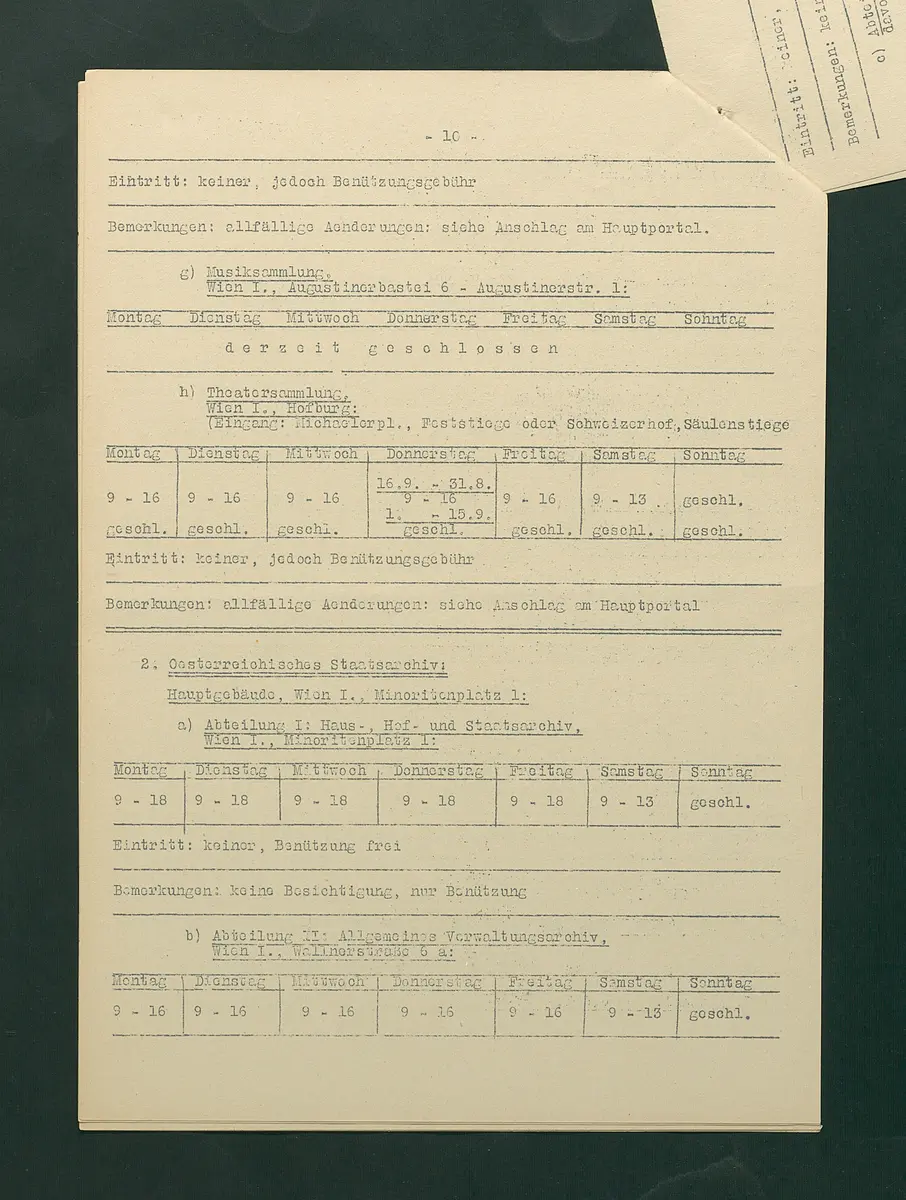 - 10 -
Eintritt: keiner, jedoch Benützungsgebühr
Bemerkungen: allfällige Aenderungen: siehe Anschlag am Hauptportal.
g) Musiksammlung,
Wien I., Augustinerbastei 6 - Augustinerstr. 1:
Montag Dienstag Mittwoch Donnerstag Freitag Samstag Sonntag
derzeit geschlossen
h) Theatersammlung,
Wien I., Hofburg:
(Eingang: Michaelerpl., Feststiege oder Schweizerhof, Säulenstiege
Montag Dienstag Mittwoch Donnerstag Freitag Samstag Sonntag
16.9. - 31.8.
9 - 16 9 - 16 9 - 16 9 - 16 9 - 16 9 - 13 geschl.
1. - 15.9.
geschl. geschl. geschl. geschl. geschl. geschl. geschl.
Eintritt: keiner, jedoch Benützungsgebühr
Bemerkungen: allfällige Aenderungen: siehe Anschlag am Hauptportal
2. Oesterreichisches Staatsarchiv:
Hauptgebäude, Wien I., Minoritenplatz 1:
a) Abteilung I: Haus-, Hof- und Staatsarchiv,
Wien I., Minoritenplatz 1:
Montag Dienstag Mittwoch Donnerstag Freitag Samstag Sonntag
9 - 18 9 - 18 9 - 18 9 - 18 9 - 18 9 - 13 geschl.
Eintritt: keiner, Benützung frei
Bemerkungen: keine Besichtigung, nur Benützung
b) Abteilung II: Allgemeines Verwaltungsarchiv,
Wien I., Wallnerstraße 6 a:
Montag Dienstag Mittwoch Donnerstag Freitag Samstag Sonntag
9 - 16 9 - 16 9 - 16 9 - 16 9 - 16 9 - 13 geschl.
Eintritt: keiner,
Bemerkungen: kein
c) Abte
davo